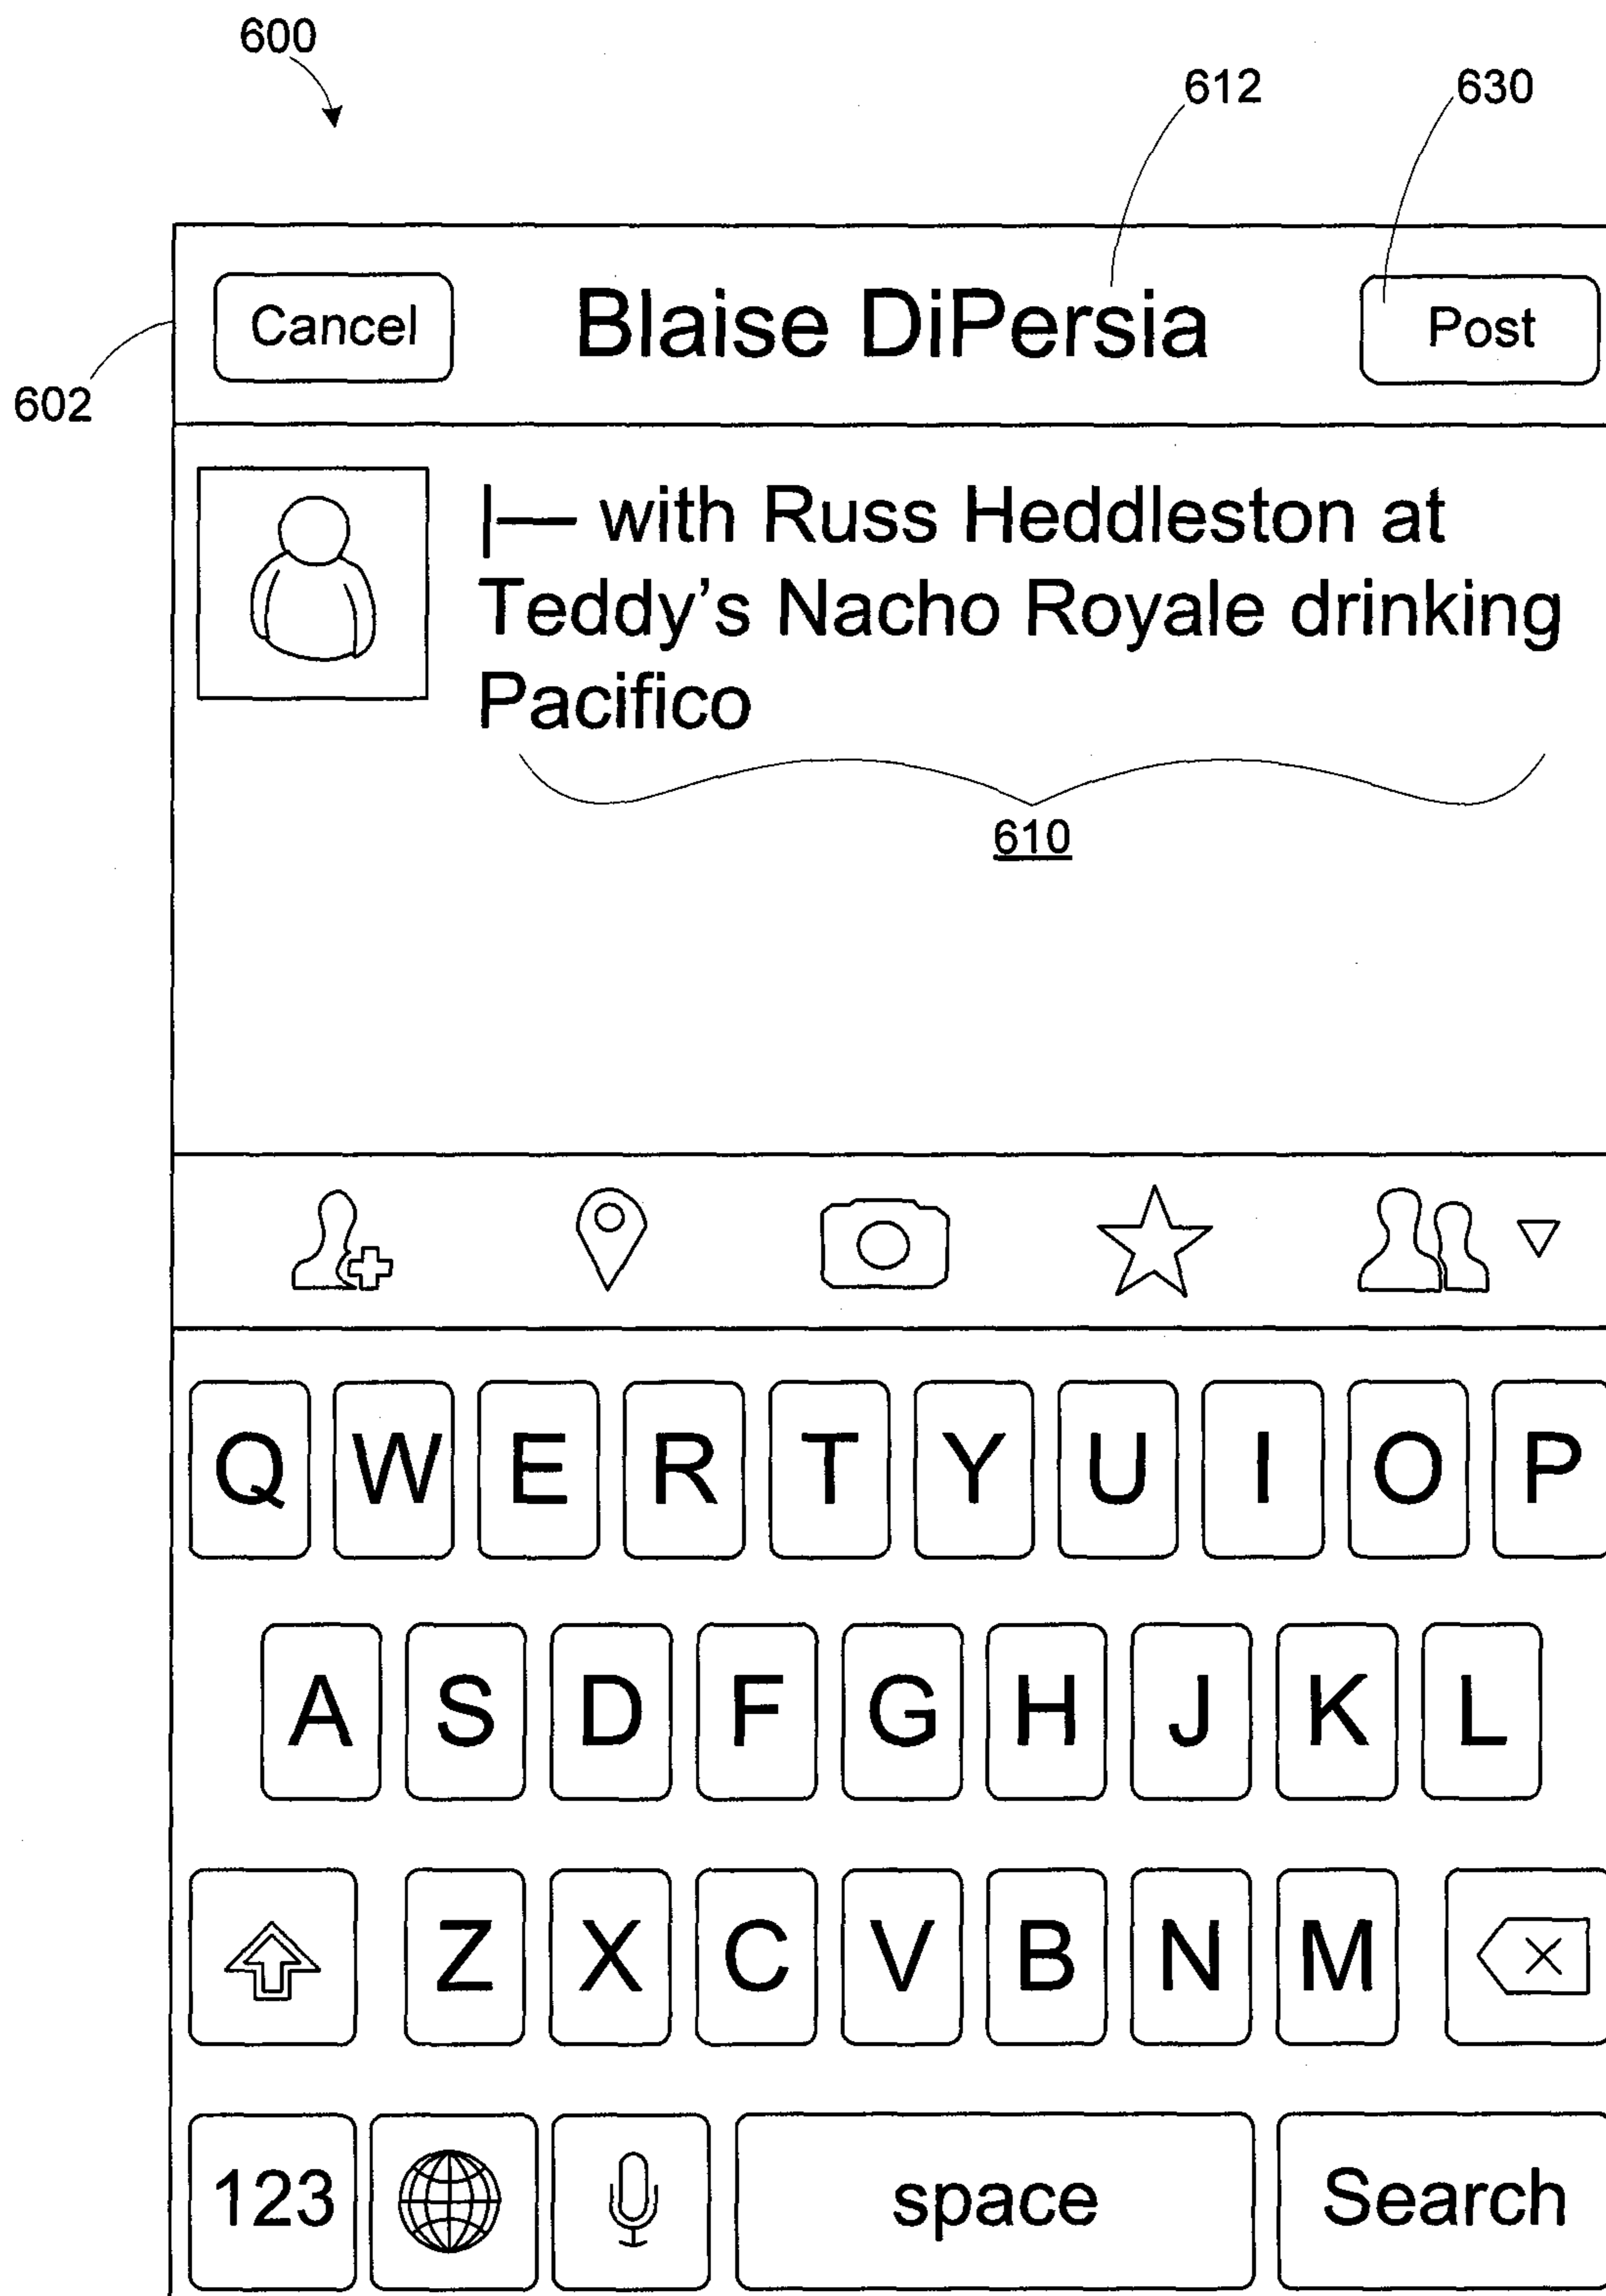 600
612
630
Cancel
Blaise DiPersia
Post
602
|— with Russ Heddleston at
Teddy’s Nacho Royale drinking
Pacifico
610
Q W E R T Y U I O P
A S D F G H J K L
Z X C V B N M
123
space
Search